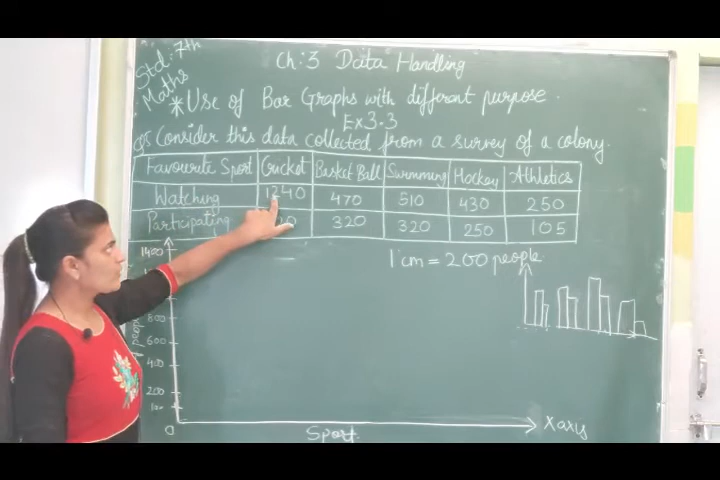 Std: 7th
Maths
Ch: 3 Data Handling
* Use of Bar Graphs with different purpose.
Ex 3.3
Q5 Consider this data collected from a survey of a colony.
Favourite Sport Cricket Basket Ball Swimming Hockey Athletics
Watching 1240 470 510 430 250
Participating 20 320 320 250 105
1 cm = 200 people
1400
800
600
400
200
100
0
Sport
X axis